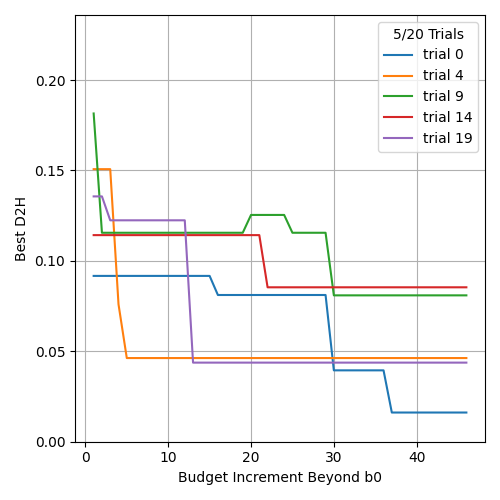 5/20 Trials
trial 0
trial 4
trial 9
trial 14
trial 19
Best D2H
0.20
0.15
0.10
0.05
0.00
0
10
20
30
40
Budget Increment Beyond b0